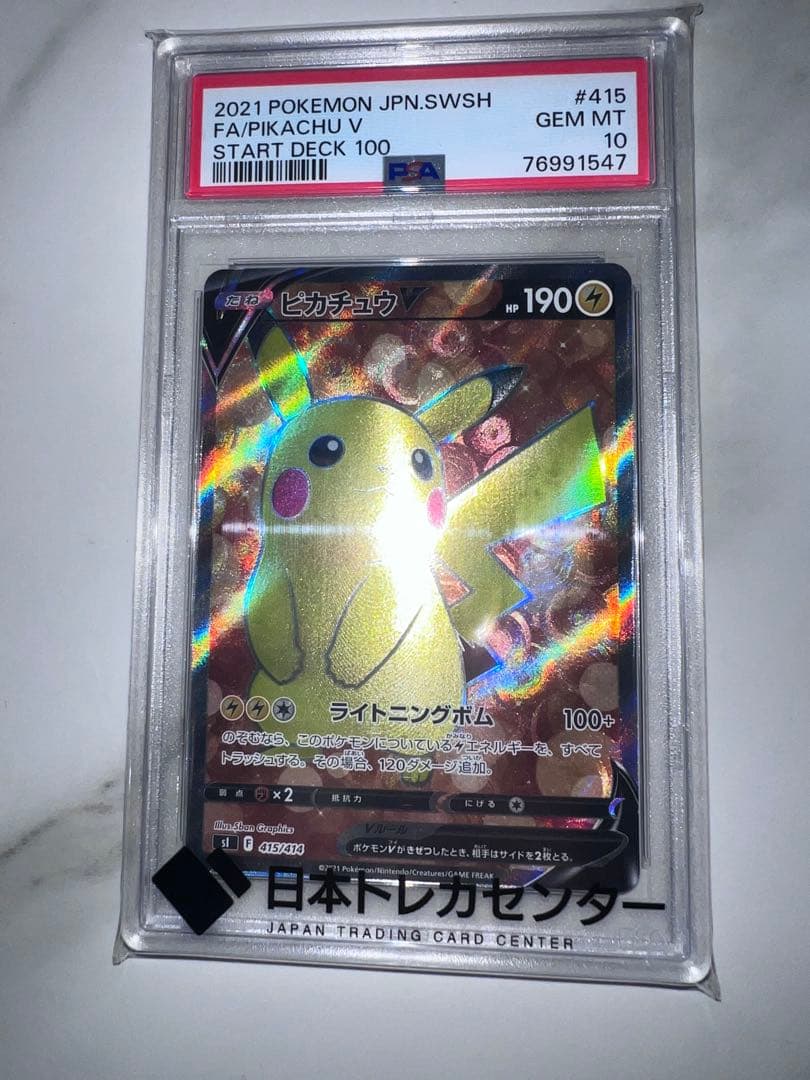 2021 POKEMON JPN.SWSH #415
FA/PIKACHU V GEM MT
START DECK 100 10
PSA 76991547
たね ピカチュウV HP 190
ライトニングボム 100+
のぞむなら、このポケモンについているエネルギーを、すべて
トラッシュする。その場合、120ダメージ追加。
弱点 ×2 抵抗力 にげる
Vルール
ポケモンVがきぜつしたとき、相手はサイドを2枚とる。
Illus.5ban Graphics
sI F 415/414
©2021 Pokémon/Nintendo/Creatures/GAME FREAK
日本トレカセンター
JAPAN TRADING CARD CENTER